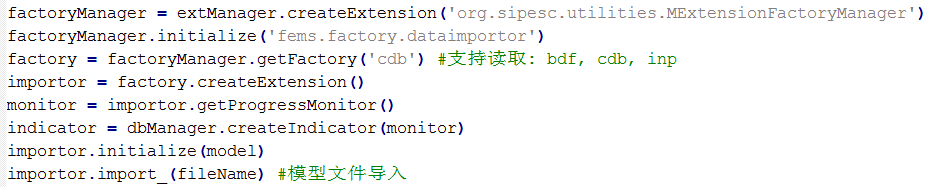 factoryManager = extManager.createExtension('org.sipesc.utilities.MExtensionFactoryManager')
factoryManager.initialize('fems.factory.dataimportor')
factory = factoryManager.getFactory('cdb') #支持读取: bdf, cdb, inp
importor = factory.createExtension()
monitor = importor.getProgressMonitor()
indicator = dbManager.createIndicator(monitor)
importor.initialize(model)
importor.import_(fileName) #模型文件导入